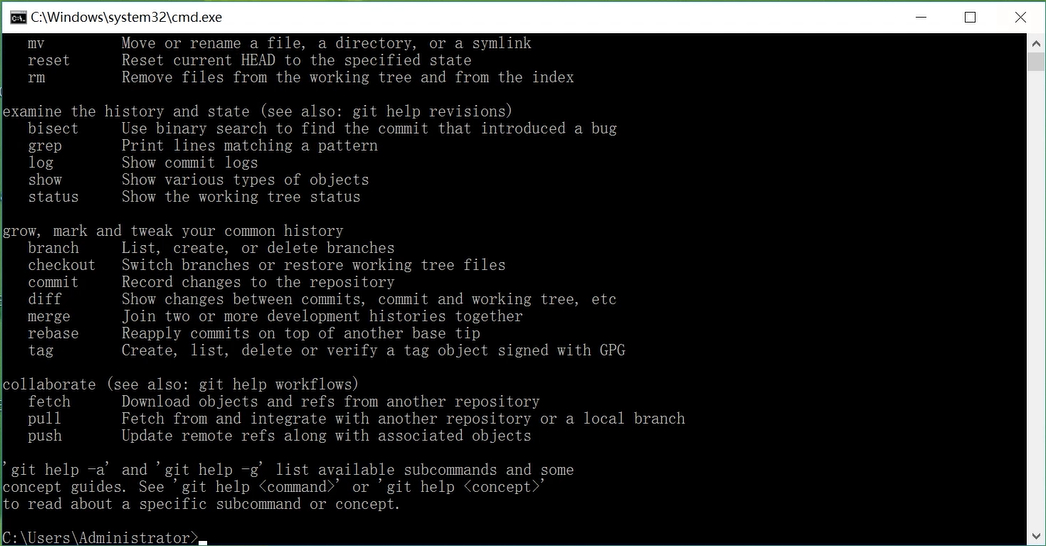 C:\Windows\system32\cmd.exe
mv Move or rename a file, a directory, or a symlink
reset Reset current HEAD to the specified state
rm Remove files from the working tree and from the index
examine the history and state (see also: git help revisions)
bisect Use binary search to find the commit that introduced a bug
grep Print lines matching a pattern
log Show commit logs
show Show various types of objects
status Show the working tree status
grow, mark and tweak your common history
branch List, create, or delete branches
checkout Switch branches or restore working tree files
commit Record changes to the repository
diff Show changes between commits, commit and working tree, etc
merge Join two or more development histories together
rebase Reapply commits on top of another base tip
tag Create, list, delete or verify a tag object signed with GPG
collaborate (see also: git help workflows)
fetch Download objects and refs from another repository
pull Fetch from and integrate with another repository or a local branch
push Update remote refs along with associated objects
'git help -a' and 'git help -g' list available subcommands and some
concept guides. See 'git help <command>' or 'git help <concept>'
to read about a specific subcommand or concept.
C:\Users\Administrator>